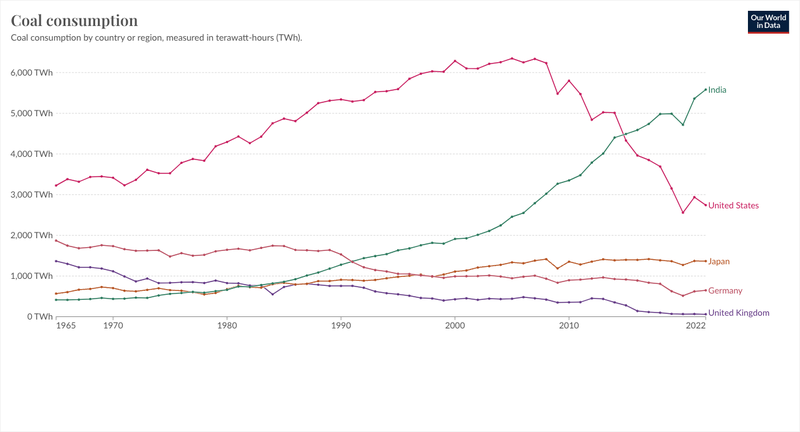 Coal consumption
Our World
in Data
Coal consumption by country or region, measured in terawatt-hours (TWh).
6,000 TWh
5,000 TWh
4,000 TWh
3,000 TWh
2,000 TWh
1,000 TWh
0 TWh
India
United States
Japan
Germany
United Kingdom
1965
1970
1980
1990
2000
2010
2022